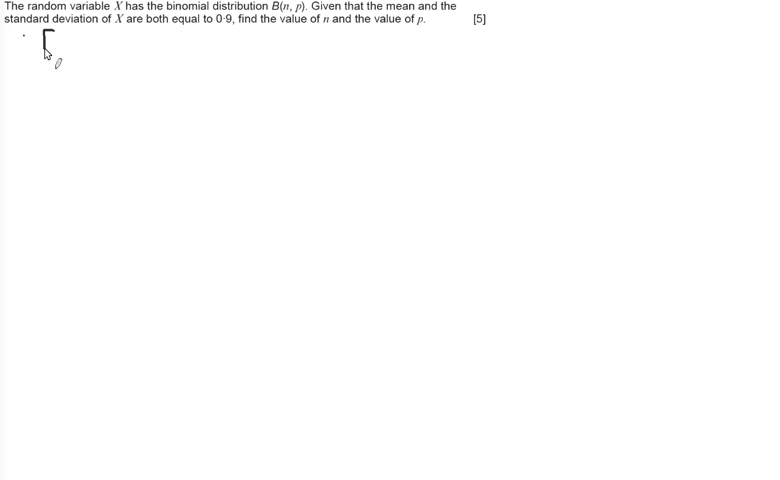 The random variable X has the binomial distribution B(n, p). Given that the mean and the
standard deviation of X are both equal to 0·9, find the value of n and the value of p. [5]